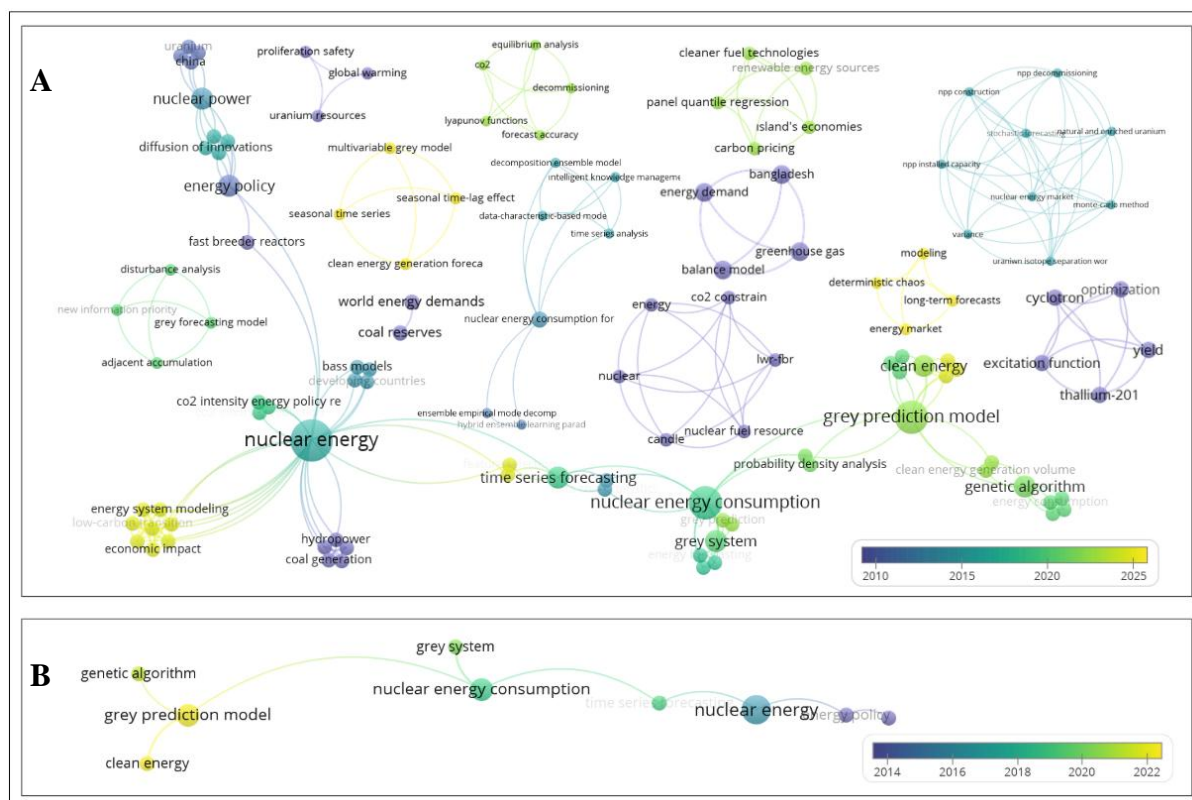 A
uranium
china
nuclear power
diffusion of innovations
energy policy
fast breeder reactors
proliferation safety
global warming
uranium resources
equilibrium analysis
co2
decommissioning
lyapunov functions
forecast accuracy
cleaner fuel technologies
renewable energy sources
panel quantile regression
island's economies
carbon pricing
npp decommissioning
npp construction
stochastic forecasting
natural and enriched uranium
npp installed capacity
nuclear energy market
monte-carlo method
variance
uraniwn isotope separation wor
multivariable grey model
seasonal time-lag effect
seasonal time series
clean energy generation foreca
decomposition ensemble model
intelligent knowledge manageme
data-characteristic-based mode
time series analysis
bangladesh
energy demand
greenhouse gas
balance model
modeling
deterministic chaos
long-term forecasts
energy market
disturbance analysis
new information priority
grey forecasting model
adjacent accumulation
world energy demands
coal reserves
nuclear energy consumption for
energy
co2 constrain
lwr-fbr
nuclear
candle
nuclear fuel resource
cyclotron
optimization
excitation function
yield
thallium-201
bass models
developing countries
co2 intensity energy policy re
nuclear energy
ensemble empirical mode decomp
hybrid ensemble learning parad
clean energy
grey prediction model
probability density analysis
clean energy generation volume
genetic algorithm
energy consumption
time series forecasting
nuclear energy consumption
grey prediction
grey system
energy system modeling
low-carbon transition
economic impact
hydropower
coal generation
2010 2015 2020 2025
B
grey system
genetic algorithm
nuclear energy consumption
time series forecasting
grey prediction model
nuclear energy
energy policy
clean energy
2014 2016 2018 2020 2022